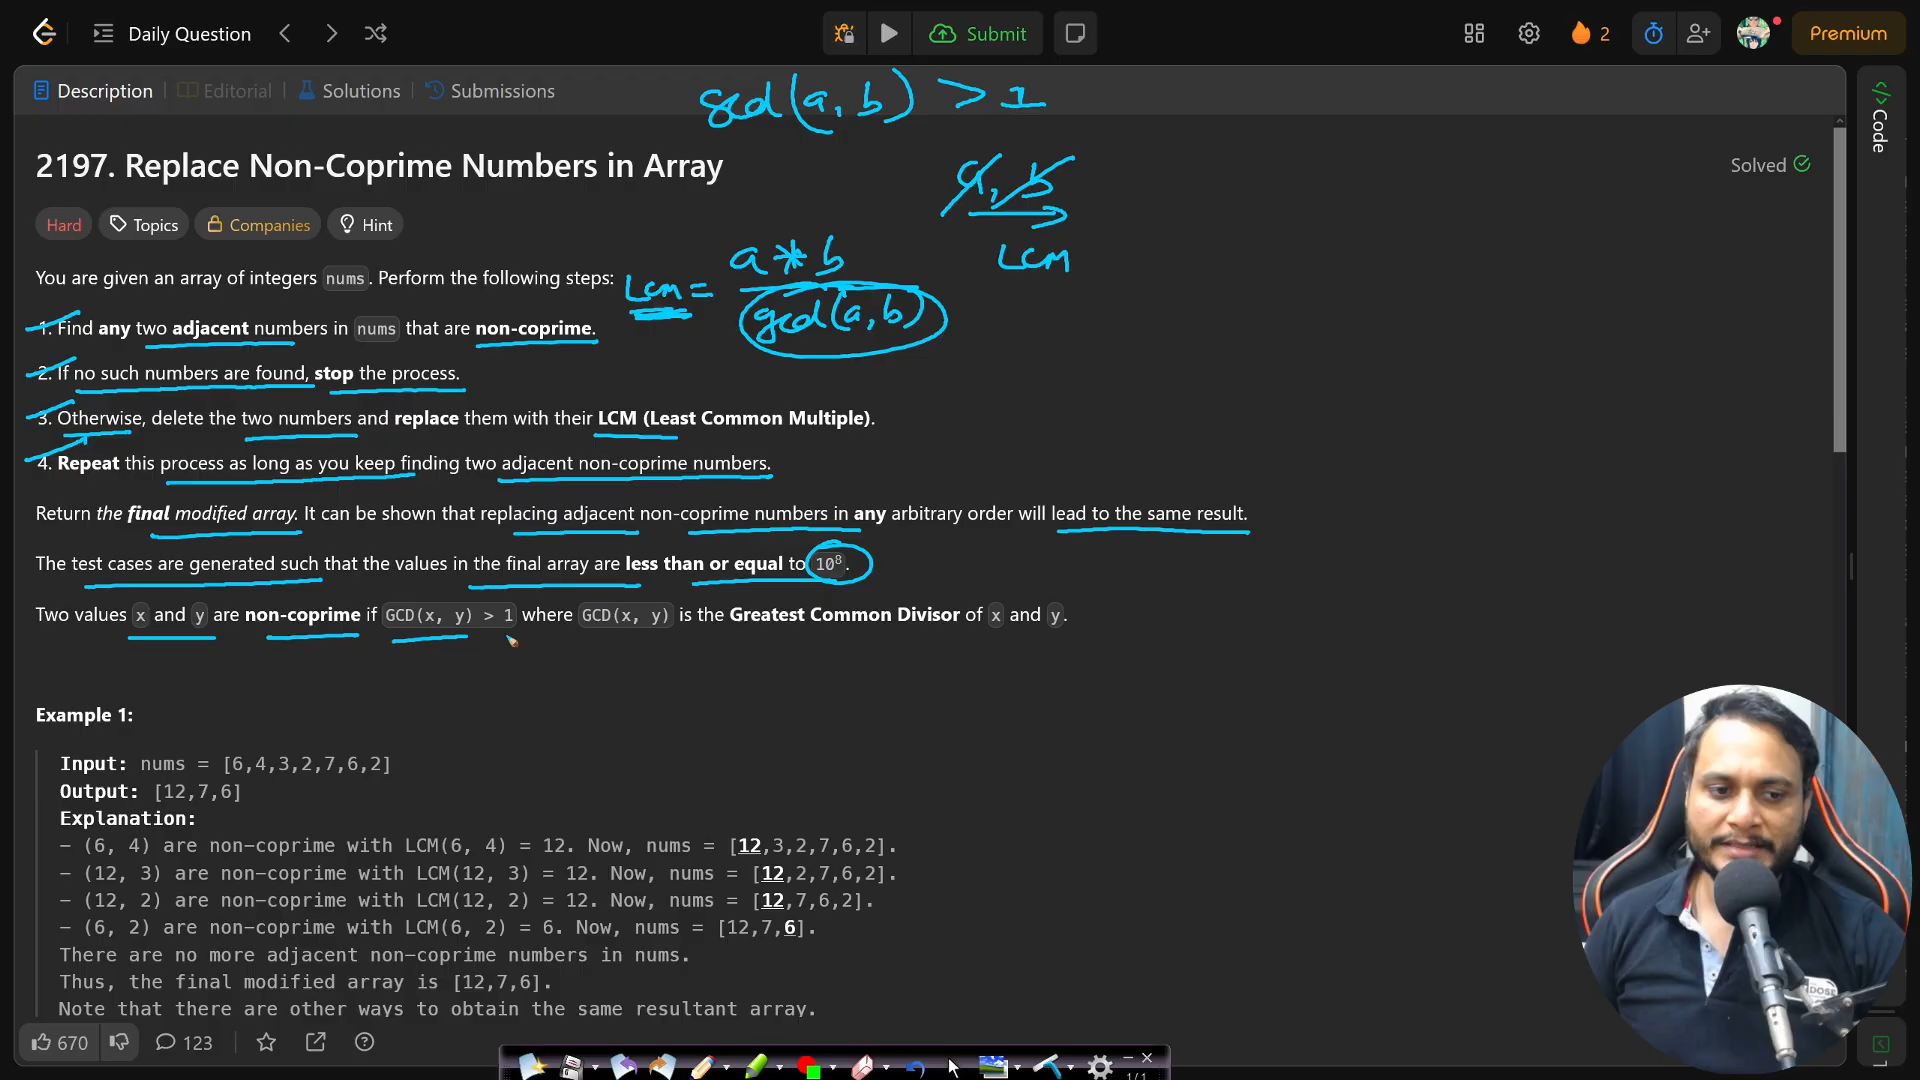 Daily Question
Submit
2
Premium
Description
Editorial
Solutions
Submissions
gcd(a, b) > 1
Code
2197. Replace Non-Coprime Numbers in Array
Solved
a, b
LCM
Hard
Topics
Companies
Hint
You are given an array of integers nums. Perform the following steps:
Lcm = a * b
gcd(a, b)
1. Find any two adjacent numbers in nums that are non-coprime.
2. If no such numbers are found, stop the process.
3. Otherwise, delete the two numbers and replace them with their LCM (Least Common Multiple).
4. Repeat this process as long as you keep finding two adjacent non-coprime numbers.
Return the final modified array. It can be shown that replacing adjacent non-coprime numbers in any arbitrary order will lead to the same result.
The test cases are generated such that the values in the final array are less than or equal to 10⁸.
Two values x and y are non-coprime if GCD(x, y) > 1 where GCD(x, y) is the Greatest Common Divisor of x and y.
Example 1:
Input: nums = [6,4,3,2,7,6,2]
Output: [12,7,6]
Explanation:
- (6, 4) are non-coprime with LCM(6, 4) = 12. Now, nums = [12,3,2,7,6,2].
- (12, 3) are non-coprime with LCM(12, 3) = 12. Now, nums = [12,2,7,6,2].
- (12, 2) are non-coprime with LCM(12, 2) = 12. Now, nums = [12,7,6,2].
- (6, 2) are non-coprime with LCM(6, 2) = 6. Now, nums = [12,7,6].
There are no more adjacent non-coprime numbers in nums.
Thus, the final modified array is [12,7,6].
Note that there are other ways to obtain the same resultant array.
670
123
1/1